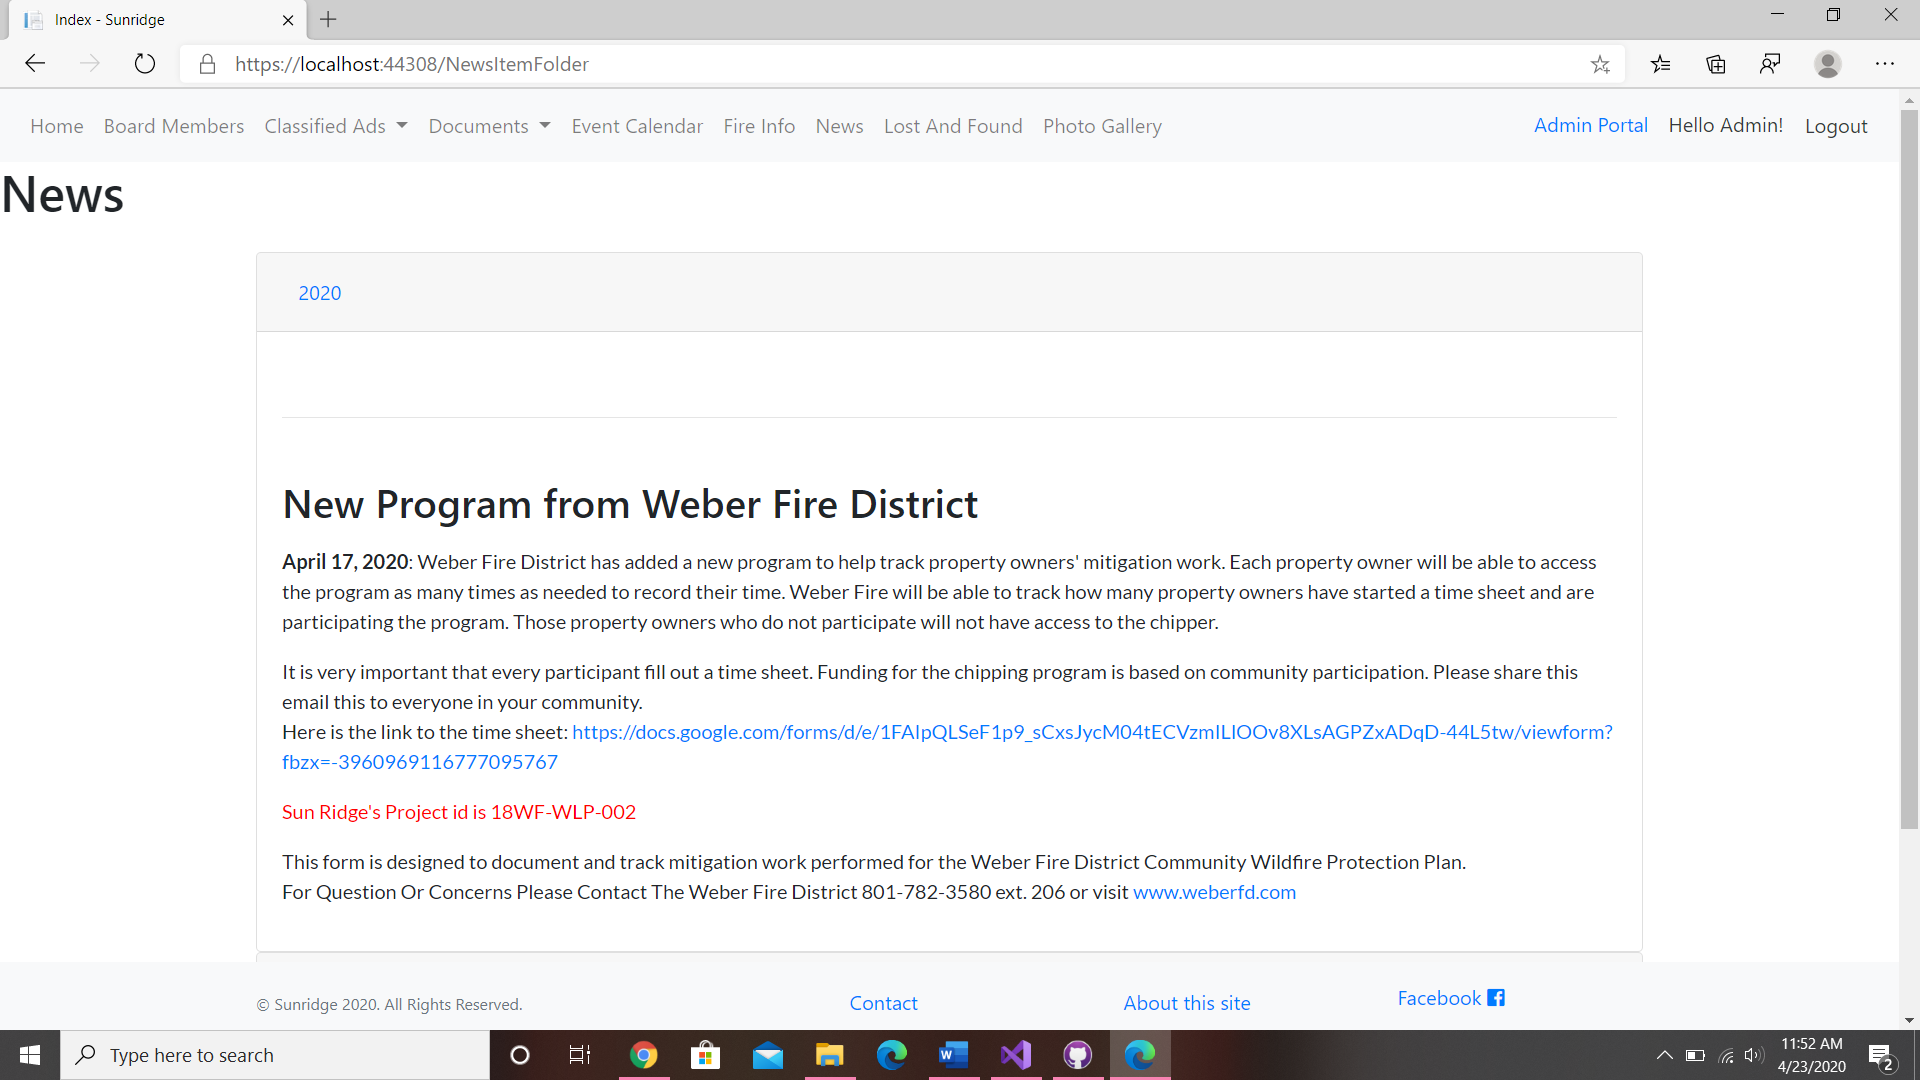 Index - Sunridge
https://localhost:44308/NewsItemFolder
Home Board Members Classified Ads Documents Event Calendar Fire Info News Lost And Found Photo Gallery Admin Portal Hello Admin! Logout
News
2020
New Program from Weber Fire District
April 17, 2020: Weber Fire District has added a new program to help track property owners' mitigation work. Each property owner will be able to access
the program as many times as needed to record their time. Weber Fire will be able to track how many property owners have started a time sheet and are
participating the program. Those property owners who do not participate will not have access to the chipper.
It is very important that every participant fill out a time sheet. Funding for the chipping program is based on community participation. Please share this
email this to everyone in your community.
Here is the link to the time sheet: https://docs.google.com/forms/d/e/1FAIpQLSeF1p9_sCxsJycM04tECVzmILIOOv8XLsAGPZxADqD-44L5tw/viewform?
fbzx=-3960969116777095767
Sun Ridge's Project id is 18WF-WLP-002
This form is designed to document and track mitigation work performed for the Weber Fire District Community Wildfire Protection Plan.
For Question Or Concerns Please Contact The Weber Fire District 801-782-3580 ext. 206 or visit www.weberfd.com
© Sunridge 2020. All Rights Reserved. Contact About this site Facebook
Type here to search
11:52 AM
4/23/2020
2